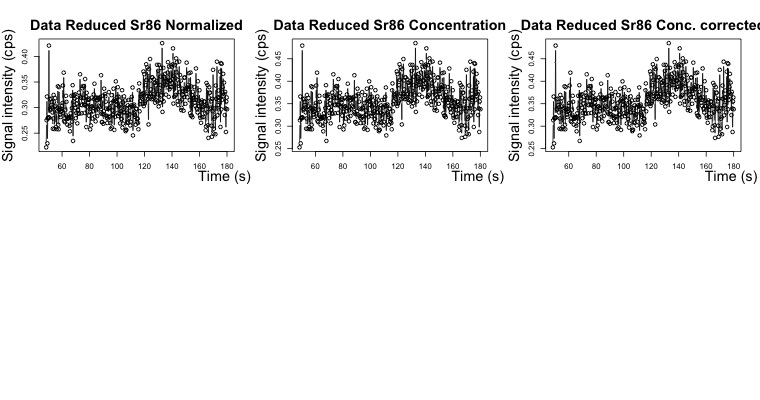 Data Reduced Sr86 Normalized
Signal intensity (cps)
0.25 0.30 0.35 0.40
60 80 100 120 140 160 180
Time (s)
Data Reduced Sr86 Concentration
Signal intensity (cps)
0.25 0.30 0.35 0.40 0.45
60 80 100 120 140 160 180
Time (s)
Data Reduced Sr86 Conc. corrected
Signal intensity (cps)
0.25 0.30 0.35 0.40 0.45
60 80 100 120 140 160 180
Time (s)